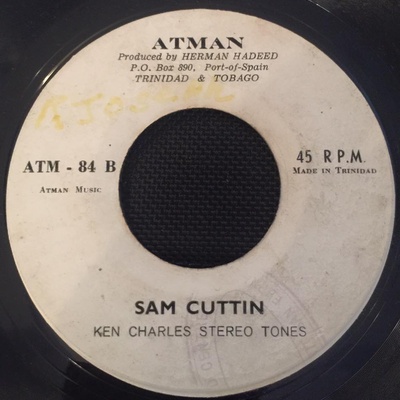 ATMAN
Produced by HERMAN HADEED
P.O. Box 890, Port-of-Spain
TRINIDAD & TOBAGO
ATM - 84 B
45 R P.M.
ATMAN MUSIC
MADE IN TRINIDAD
SAM CUTTIN
KEN CHARLES STEREO TONES